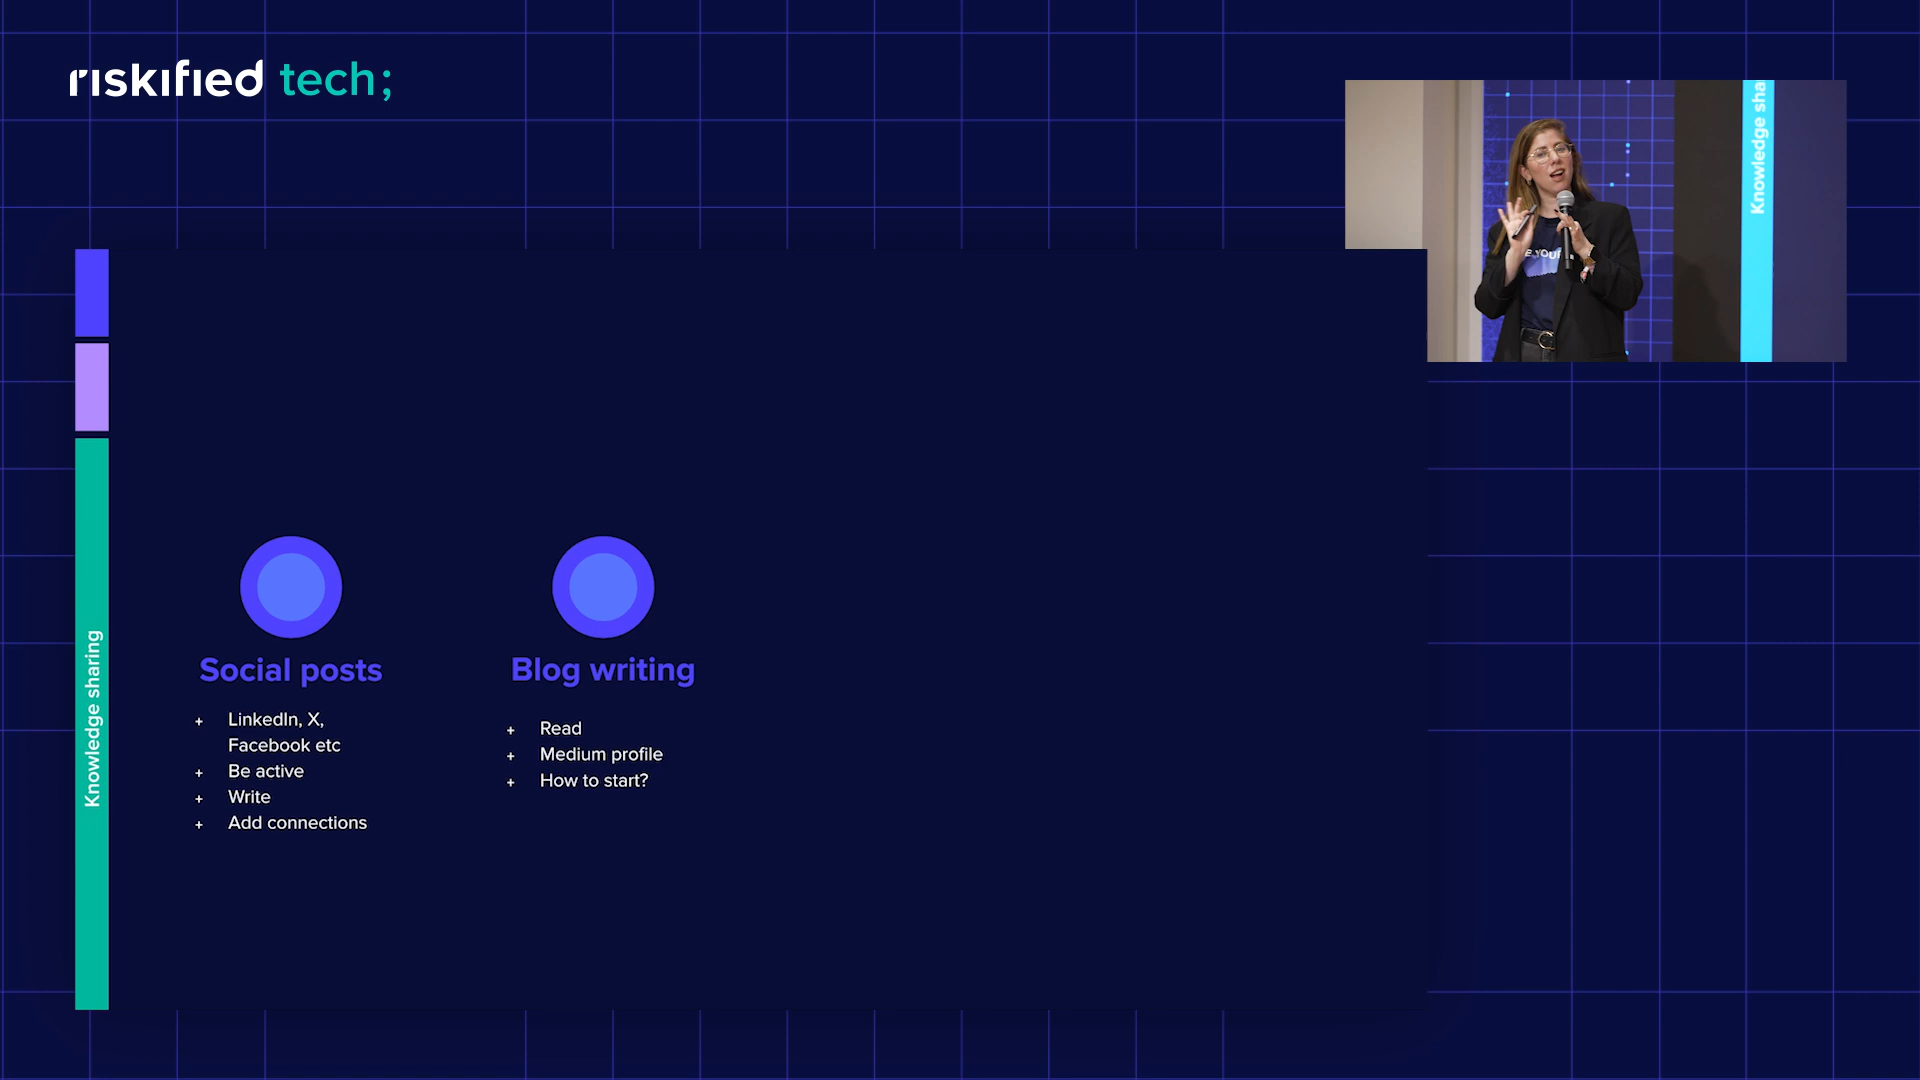 riskified tech;
Knowledge sha
E YOUR
Knowledge sharing
Social posts
+ LinkedIn, X,
Facebook etc
+ Be active
+ Write
+ Add connections
Blog writing
+ Read
+ Medium profile
+ How to start?